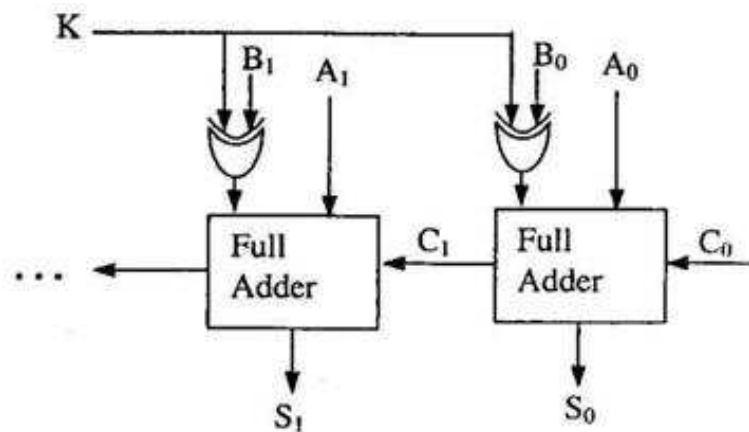 K
B₁
A₁
B₀
A₀
Full
Adder
C₁
Full
Adder
C₀
...
S₁
S₀